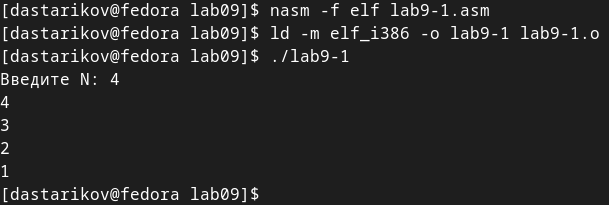 [dastarikov@fedora lab09]$ nasm -f elf lab9-1.asm
[dastarikov@fedora lab09]$ ld -m elf_i386 -o lab9-1 lab9-1.o
[dastarikov@fedora lab09]$ ./lab9-1
Введите N: 4
4
3
2
1
[dastarikov@fedora lab09]$